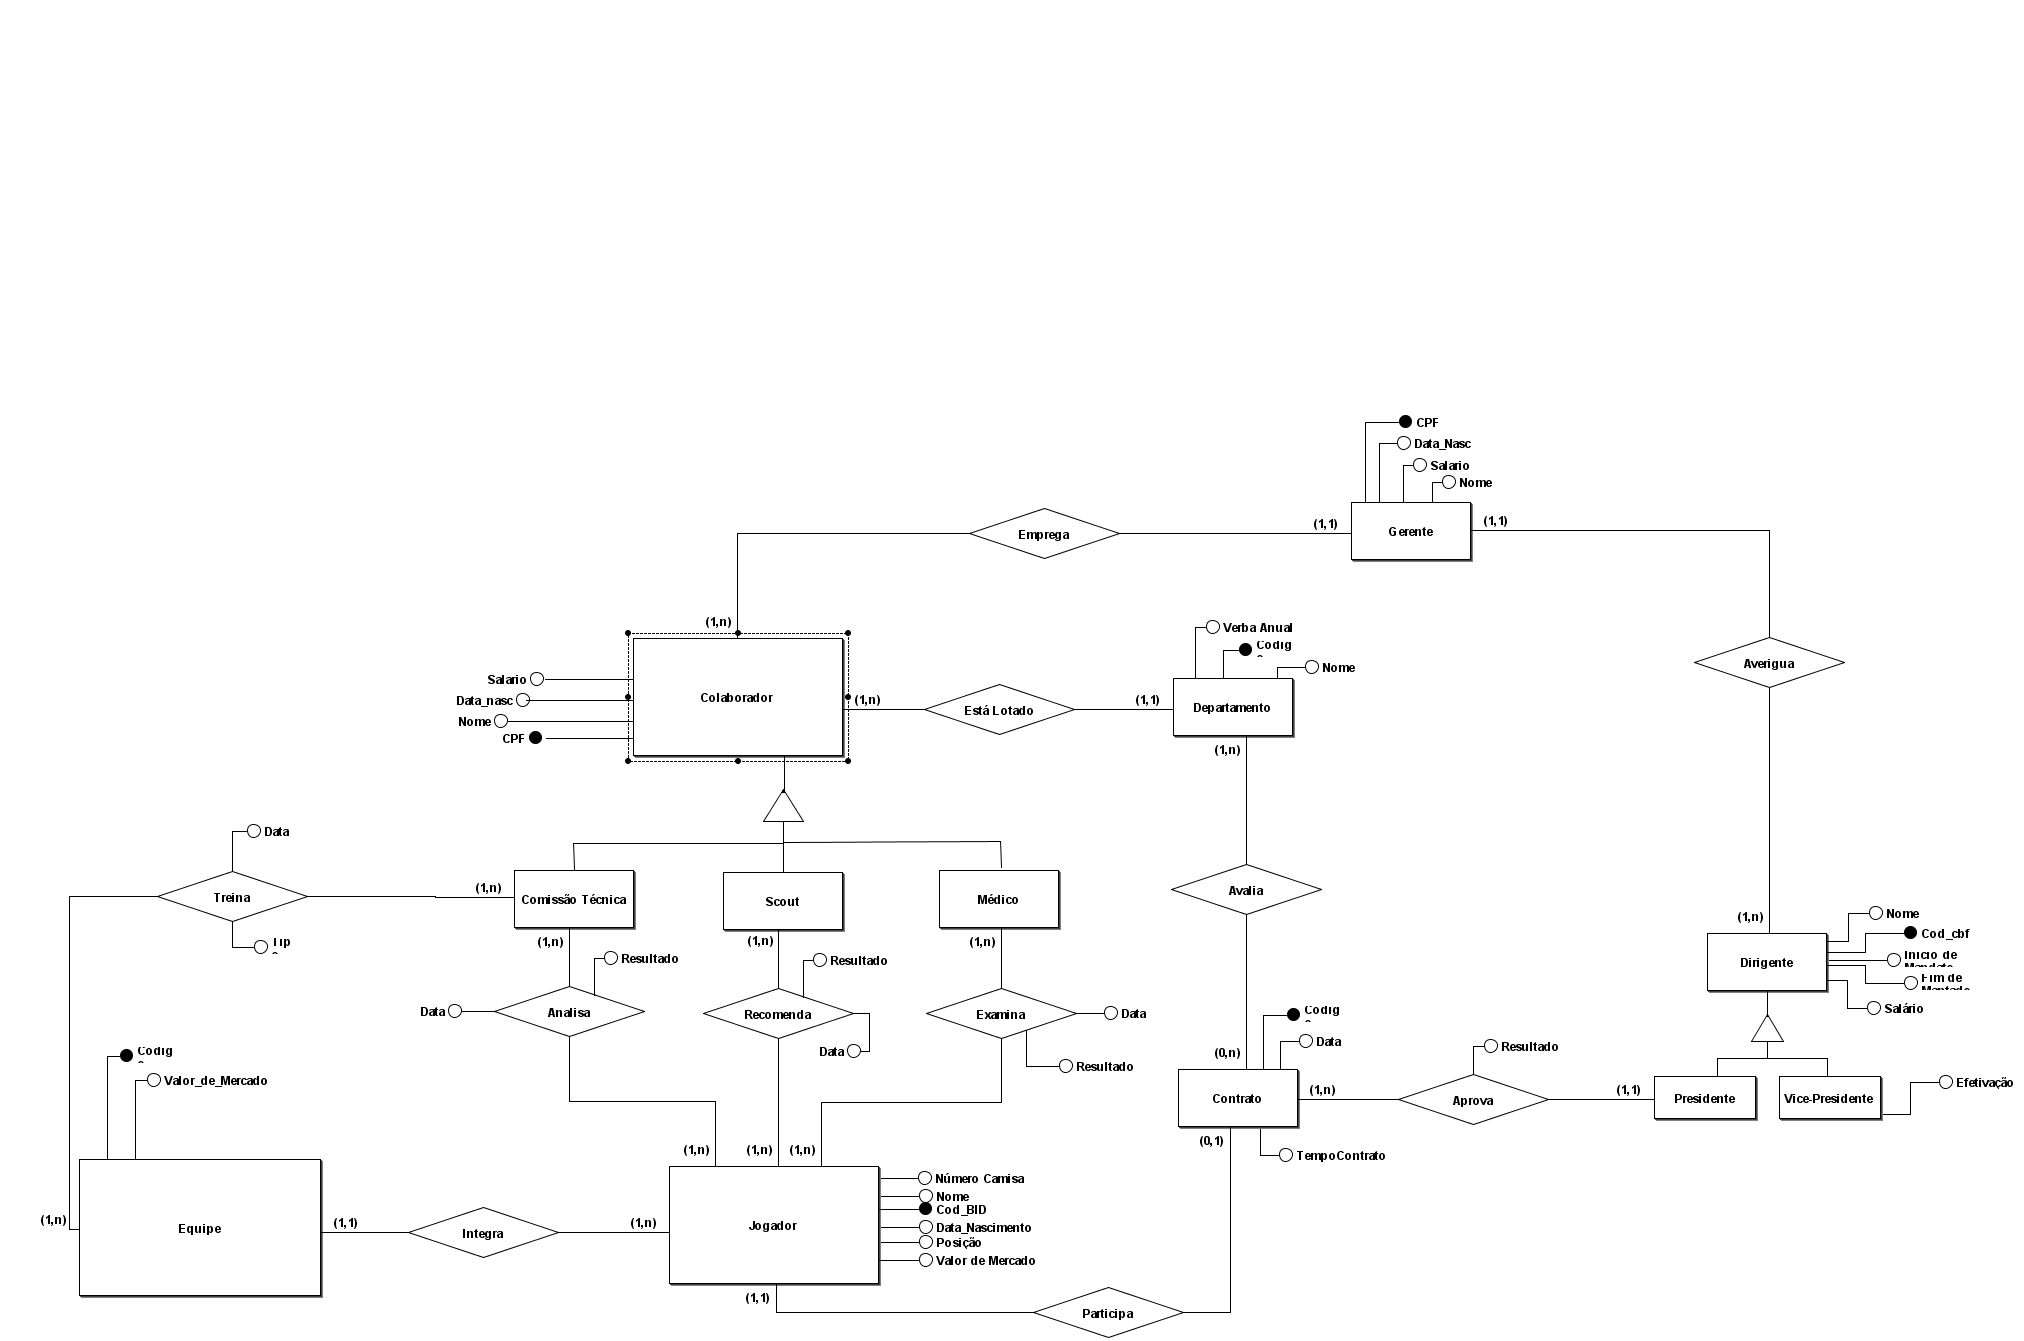 CPF
Data_Nasc
Salario
Nome
Gerente
(1,1)
(1,1)
Emprega
(1,n)
Verba Anual
Nome
Averigua
Salario
Data_nasc
Nome
CPF
Colaborador
(1,n)
Está Lotado
(1,1)
Departamento
(1,n)
Data
Treina
(1,n)
Comissão Técnica
Scout
Médico
Avalia
(1,n)
(1,n)
(1,n)
(1,n)
Nome
Cod_cbf
Dirigente
Salário
Resultado
Resultado
Data
Analisa
Recomenda
Data
Examina
Data
Resultado
(0,n)
Data
Contrato
(1,n)
Resultado
Aprova
(1,1)
Presidente
Vice-Presidente
Efetivação
(0,1)
TempoContrato
Valor_de_Mercado
(1,n)
(1,n)
(1,n)
(1,n)
Equipe
(1,1)
Integra
(1,n)
Jogador
Número Camisa
Nome
Cod_BID
Data_Nascimento
Posição
Valor de Mercado
(1,1)
Participa